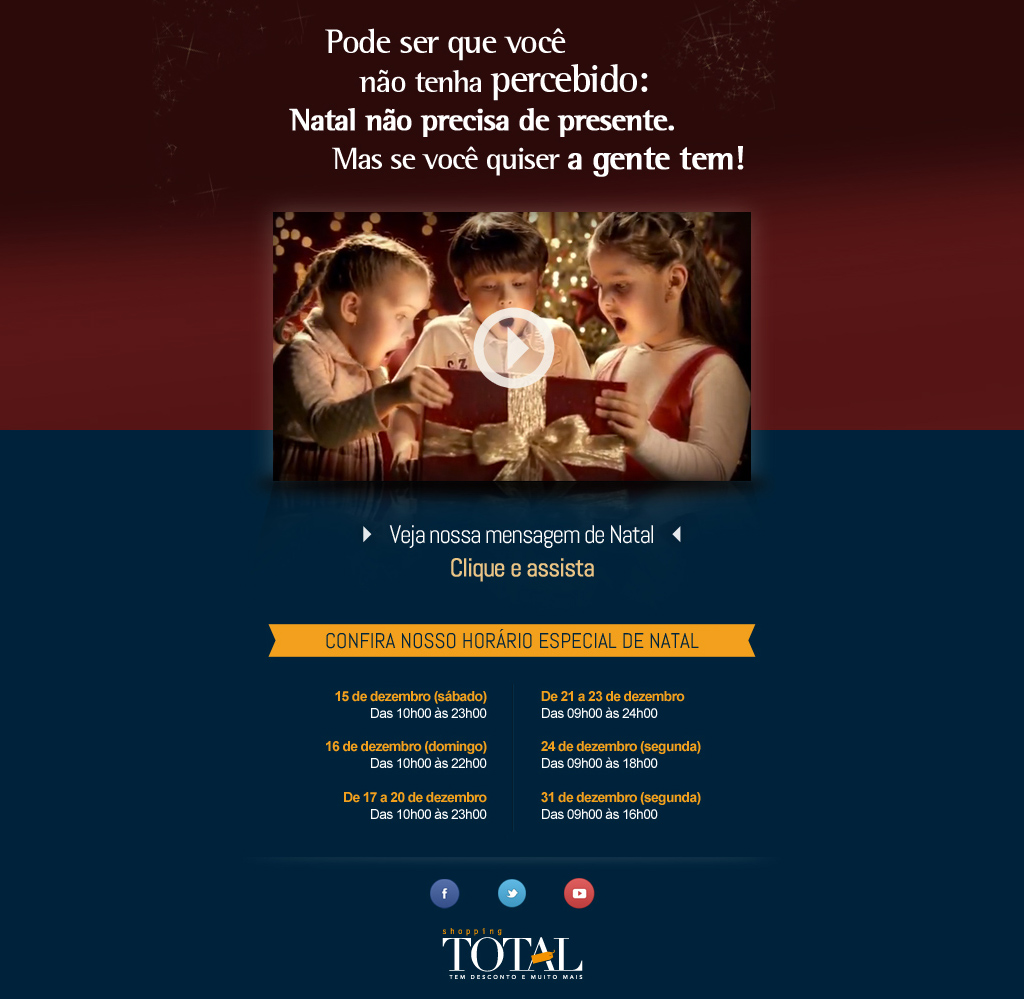 Pode ser que você
não tenha percebido:
Natal não precisa de presente.
Mas se você quiser a gente tem!
Veja nossa mensagem de Natal
Clique e assista
CONFIRA NOSSO HORÁRIO ESPECIAL DE NATAL
15 de dezembro (sábado)
Das 10h00 às 23h00
16 de dezembro (domingo)
Das 10h00 às 22h00
De 17 a 20 de dezembro
Das 10h00 às 23h00
De 21 a 23 de dezembro
Das 09h00 às 24h00
24 de dezembro (segunda)
Das 09h00 às 18h00
31 de dezembro (segunda)
Das 09h00 às 16h00
f
shopping
TOTAL
TEM DESCONTO E MUITO MAIS